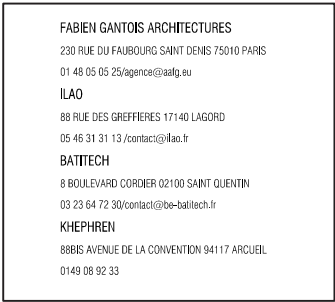 FABIEN GANTOIS ARCHITECTURES
230 RUE DU FAUBOURG SAINT DENIS 75010 PARIS
01 48 05 05 25/agence@aafg.eu
ILAO
88 RUE DES GREFFIERES 17140 LAGORD
05 46 31 31 13 /contact@ilao.fr
BATITECH
8 BOULEVARD CORDIER 02100 SAINT QUENTIN
03 23 64 72 30/contact@be-batitech.fr
KHEPHREN
88BIS AVENUE DE LA CONVENTION 94117 ARCUEIL
0149 08 92 33